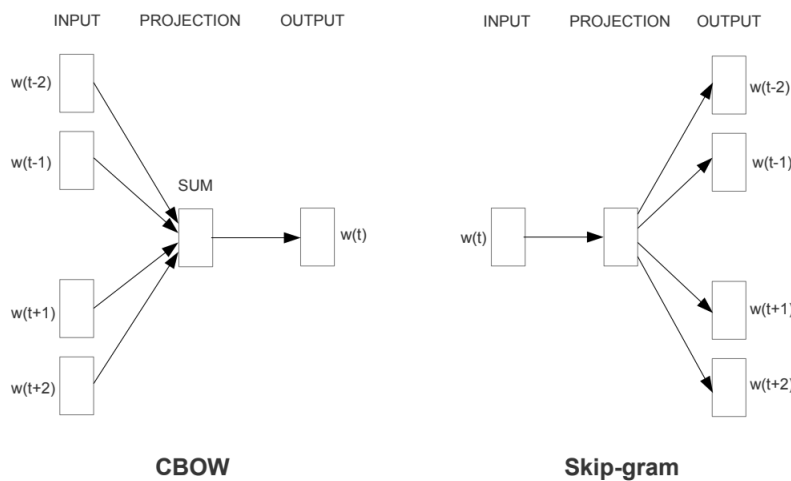 INPUT PROJECTION OUTPUT
w(t-2)
w(t-1)
SUM
w(t)
w(t+1)
w(t+2)
CBOW
INPUT PROJECTION OUTPUT
w(t-2)
w(t-1)
w(t)
w(t+1)
w(t+2)
Skip-gram